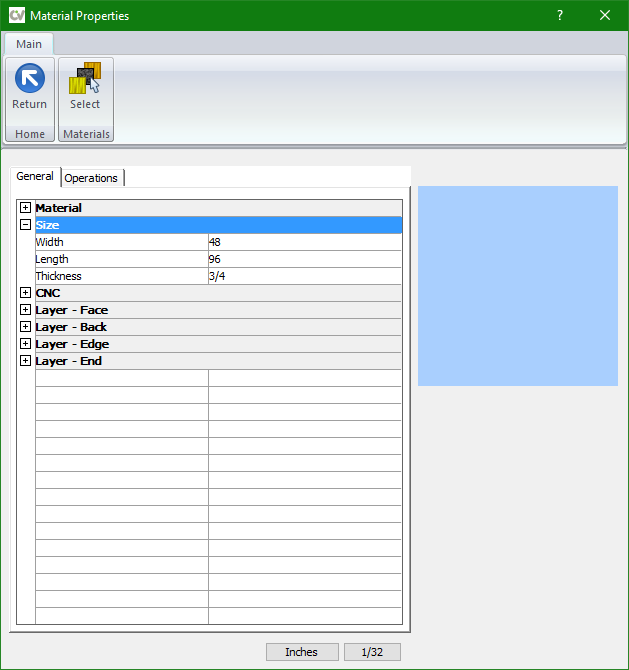 CV Material Properties ?
Main
Return
Select
Home
Materials
General Operations
Material
Size
Width 48
Length 96
Thickness 3/4
CNC
Layer - Face
Layer - Back
Layer - Edge
Layer - End
Inches 1/32